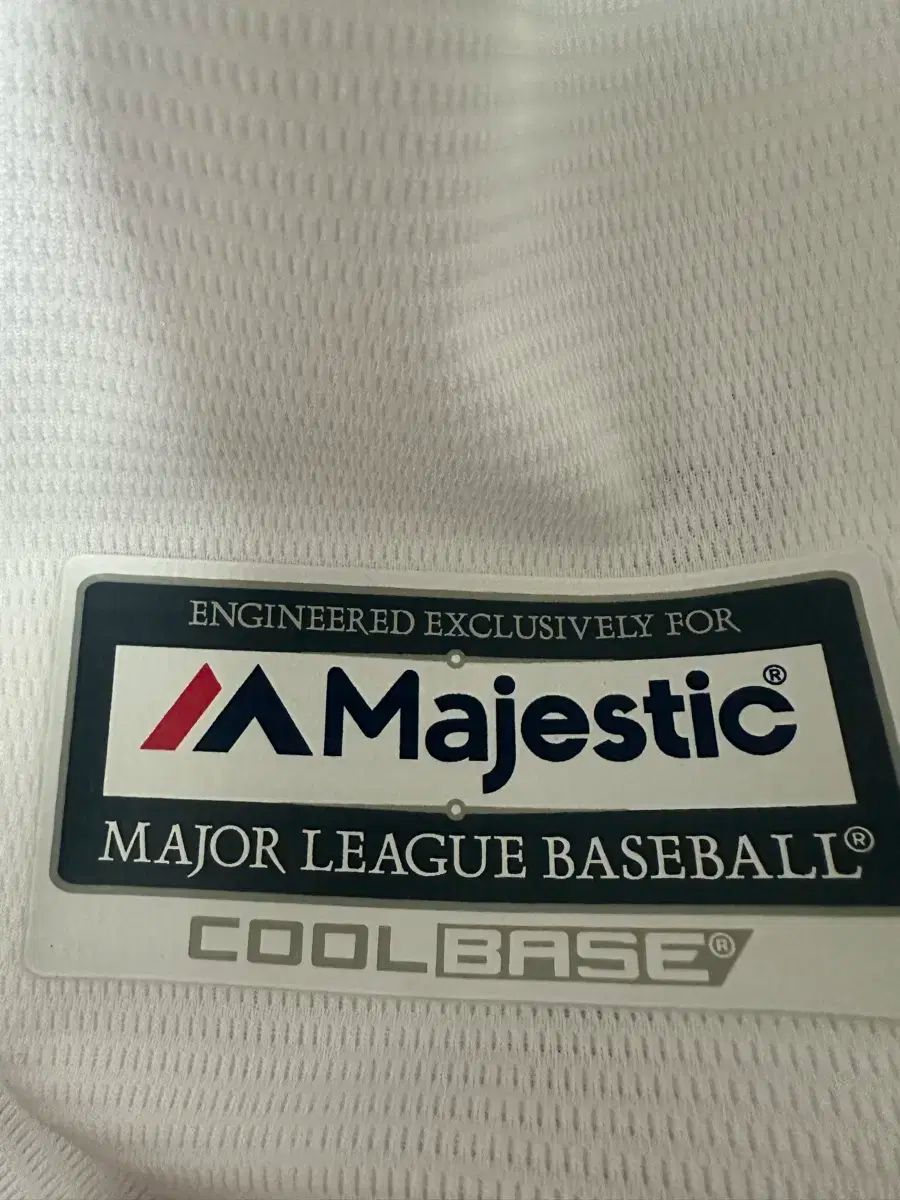 ENGINEERED EXCLUSIVELY FOR
Majestic®
MAJOR LEAGUE BASEBALL®
COOLBASE®